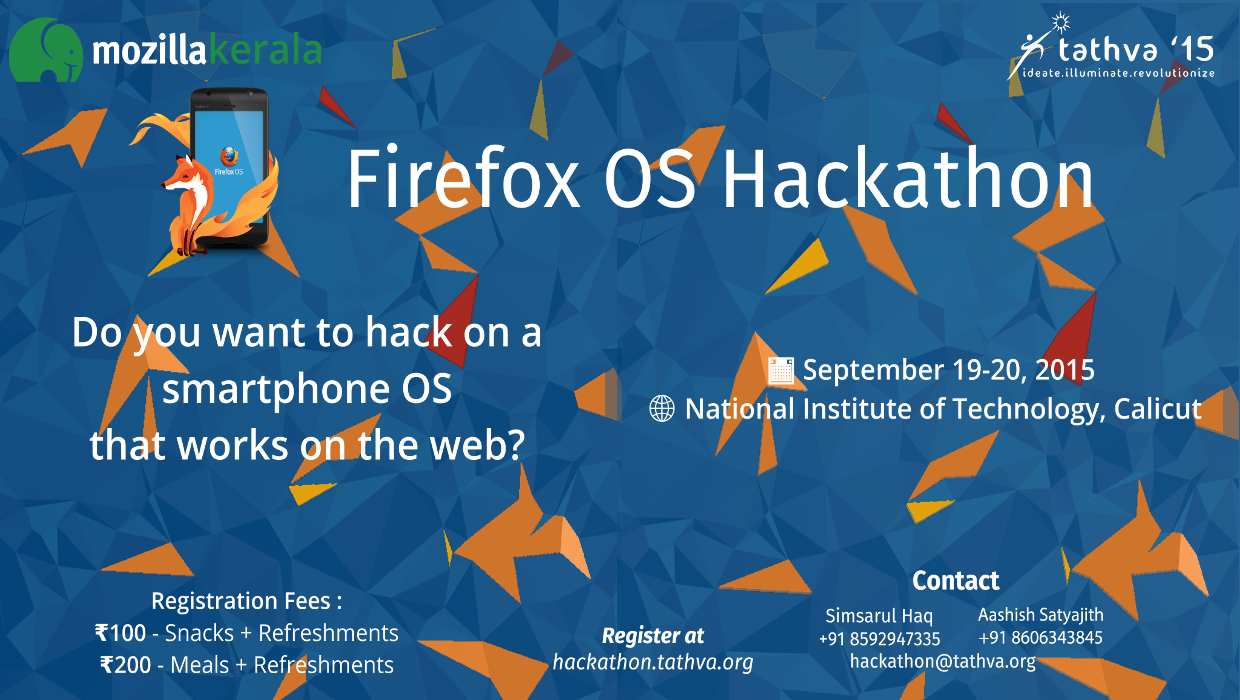 mozillakerala
tathva ‘15
ideate.illuminate.revolutionize
Firefox OS
Firefox OS Hackathon
Do you want to hack on a
smartphone OS
that works on the web?
September 19-20, 2015
National Institute of Technology, Calicut
Registration Fees :
₹100 - Snacks + Refreshments
₹200 - Meals + Refreshments
Register at
hackathon.tathva.org
Contact
Simsarul Haq
+91 8592947335
Aashish Satyajith
+91 8606343845
hackathon@tathva.org